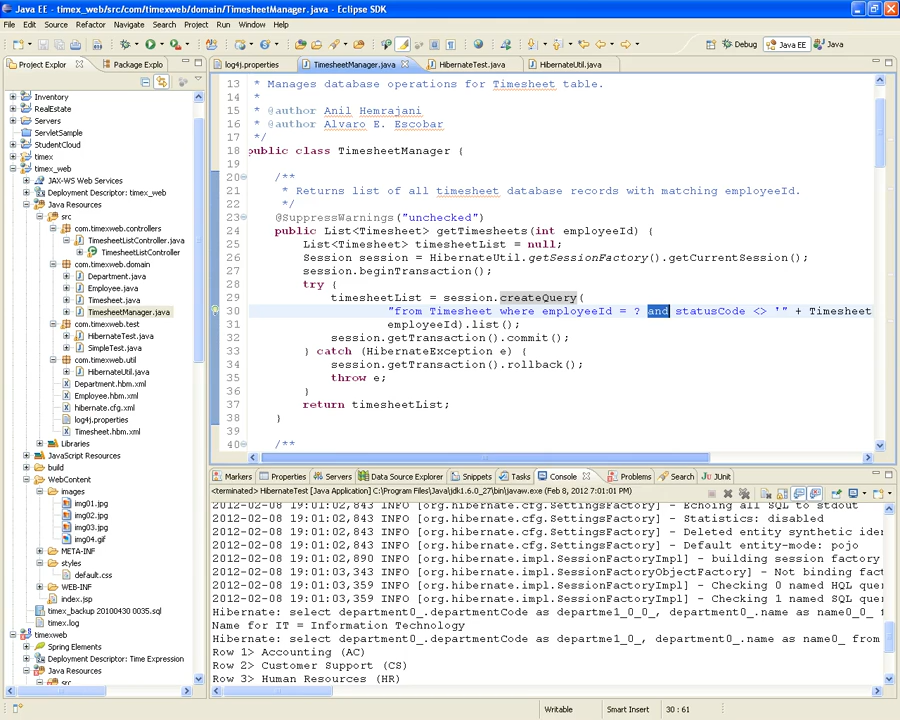 Java EE - timex_web/src/com/timexweb/domain/TimesheetManager.java - Eclipse SDK
File Edit Source Refactor Navigate Search Project Run Window Help
Debug Java EE Java
Project Explor Package Explo
Inventory
RealEstate
Servers
ServletSample
StudentCloud
timex
timex_web
JAX-WS Web Services
Deployment Descriptor: timex_web
Java Resources
src
com.timexweb.controllers
TimesheetListController.java
TimesheetListController
com.timexweb.domain
Department.java
Employee.java
Timesheet.java
TimesheetManager.java
com.timexweb.test
HibernateTest.java
SimpleTest.java
com.timexweb.util
HibernateUtil.java
Department.hbm.xml
Employee.hbm.xml
hibernate.cfg.xml
log4j.properties
Timesheet.hbm.xml
Libraries
JavaScript Resources
build
WebContent
images
img01.jpg
img02.jpg
img03.jpg
img04.gif
META-INF
styles
default.css
WEB-INF
index.jsp
timex_backup 20100430 0035.sql
timex.log
timexweb
Spring Elements
Deployment Descriptor: Time Expression
Java Resources
src
log4j.properties TimesheetManager.java HibernateTest.java HibernateUtil.java
13 * Manages database operations for Timesheet table.
14 *
15 * @author Anil Hemrajani
16 * @author Alvaro E. Escobar
17 */
18 public class TimesheetManager {
19
20 /**
21 * Returns list of all timesheet database records with matching employeeId.
22 */
23 @SuppressWarnings("unchecked")
24 public List<Timesheet> getTimesheets(int employeeId) {
25 List<Timesheet> timesheetList = null;
26 Session session = HibernateUtil.getSessionFactory().getCurrentSession();
27 session.beginTransaction();
28 try {
29 timesheetList = session.createQuery(
30 "from Timesheet where employeeId = ? and statusCode <> '" + Timesheet
31 employeeId).list();
32 session.getTransaction().commit();
33 } catch (HibernateException e) {
34 session.getTransaction().rollback();
35 throw e;
36 }
37 return timesheetList;
38 }
39
40 /**
Markers Properties Servers Data Source Explorer Snippets Tasks Console Problems Search JUnit
<terminated> HibernateTest [Java Application] C:\Program Files\Java\jdk1.6.0_27\bin\javaw.exe (Feb 8, 2012 7:01:01 PM)
2012-02-08 19:01:02,843 INFO [org.hibernate.cfg.SettingsFactory] - Echoing all SQL to stdout
2012-02-08 19:01:02,843 INFO [org.hibernate.cfg.SettingsFactory] - Statistics: disabled
2012-02-08 19:01:02,843 INFO [org.hibernate.cfg.SettingsFactory] - Deleted entity synthetic iden
2012-02-08 19:01:02,843 INFO [org.hibernate.cfg.SettingsFactory] - Default entity-mode: pojo
2012-02-08 19:01:02,890 INFO [org.hibernate.impl.SessionFactoryImpl] - building session factory
2012-02-08 19:01:03,343 INFO [org.hibernate.impl.SessionFactoryObjectFactory] - Not binding fact
2012-02-08 19:01:03,359 INFO [org.hibernate.impl.SessionFactoryImpl] - Checking 0 named HQL quer
2012-02-08 19:01:03,359 INFO [org.hibernate.impl.SessionFactoryImpl] - Checking 1 named SQL quer
Hibernate: select department0_.departmentCode as departme1_0_0_, department0_.name as name0_0_ f
Name for IT = Information Technology
Hibernate: select department0_.departmentCode as departme1_0_, department0_.name as name0_ from
Row 1> Accounting (AC)
Row 2> Customer Support (CS)
Row 3> Human Resources (HR)
Writable Smart Insert 30 : 61